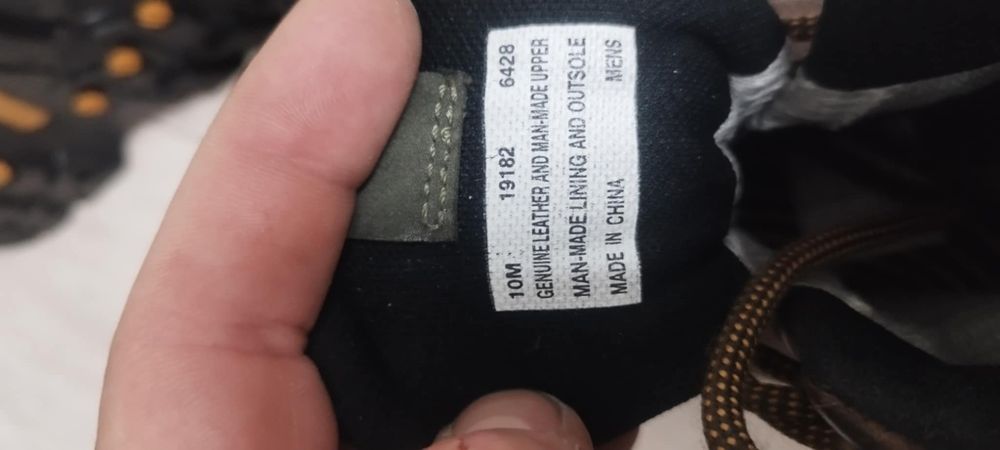 10M 19182 6428
GENUINE LEATHER AND MAN-MADE UPPER
MAN-MADE LINING AND OUTSOLE
MADE IN CHINA MENS